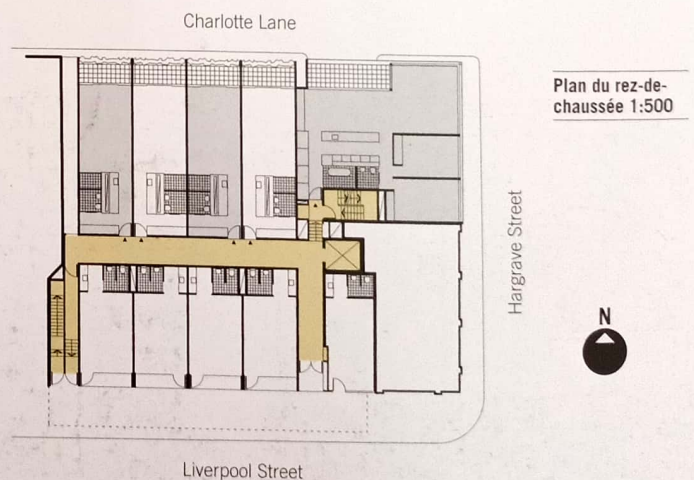 Charlotte Lane
Plan du rez-de-
chaussée 1:500
Hargrave Street
N
Liverpool Street